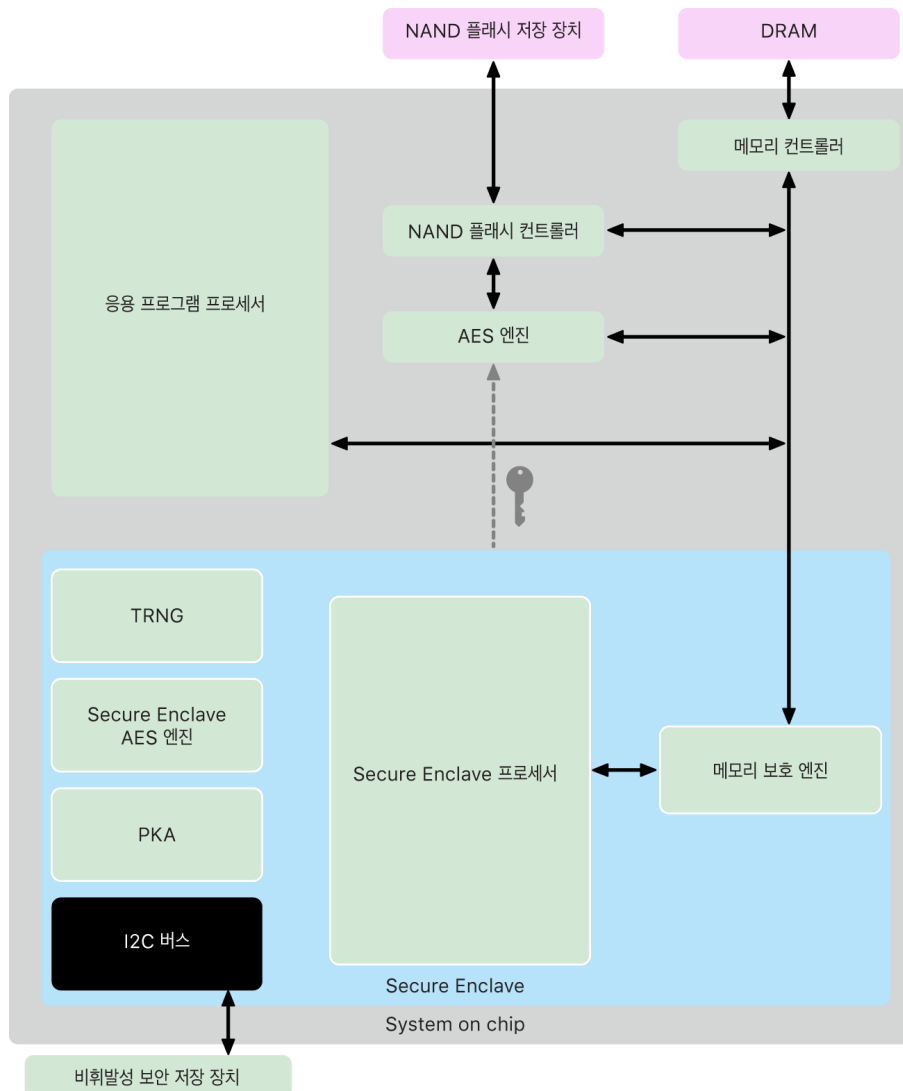 NAND 플래시 저장 장치
DRAM
메모리 컨트롤러
NAND 플래시 컨트롤러
응용 프로그램 프로세서
AES 엔진
TRNG
Secure Enclave
AES 엔진
Secure Enclave 프로세서
메모리 보호 엔진
PKA
I2C 버스
Secure Enclave
System on chip
비휘발성 보안 저장 장치